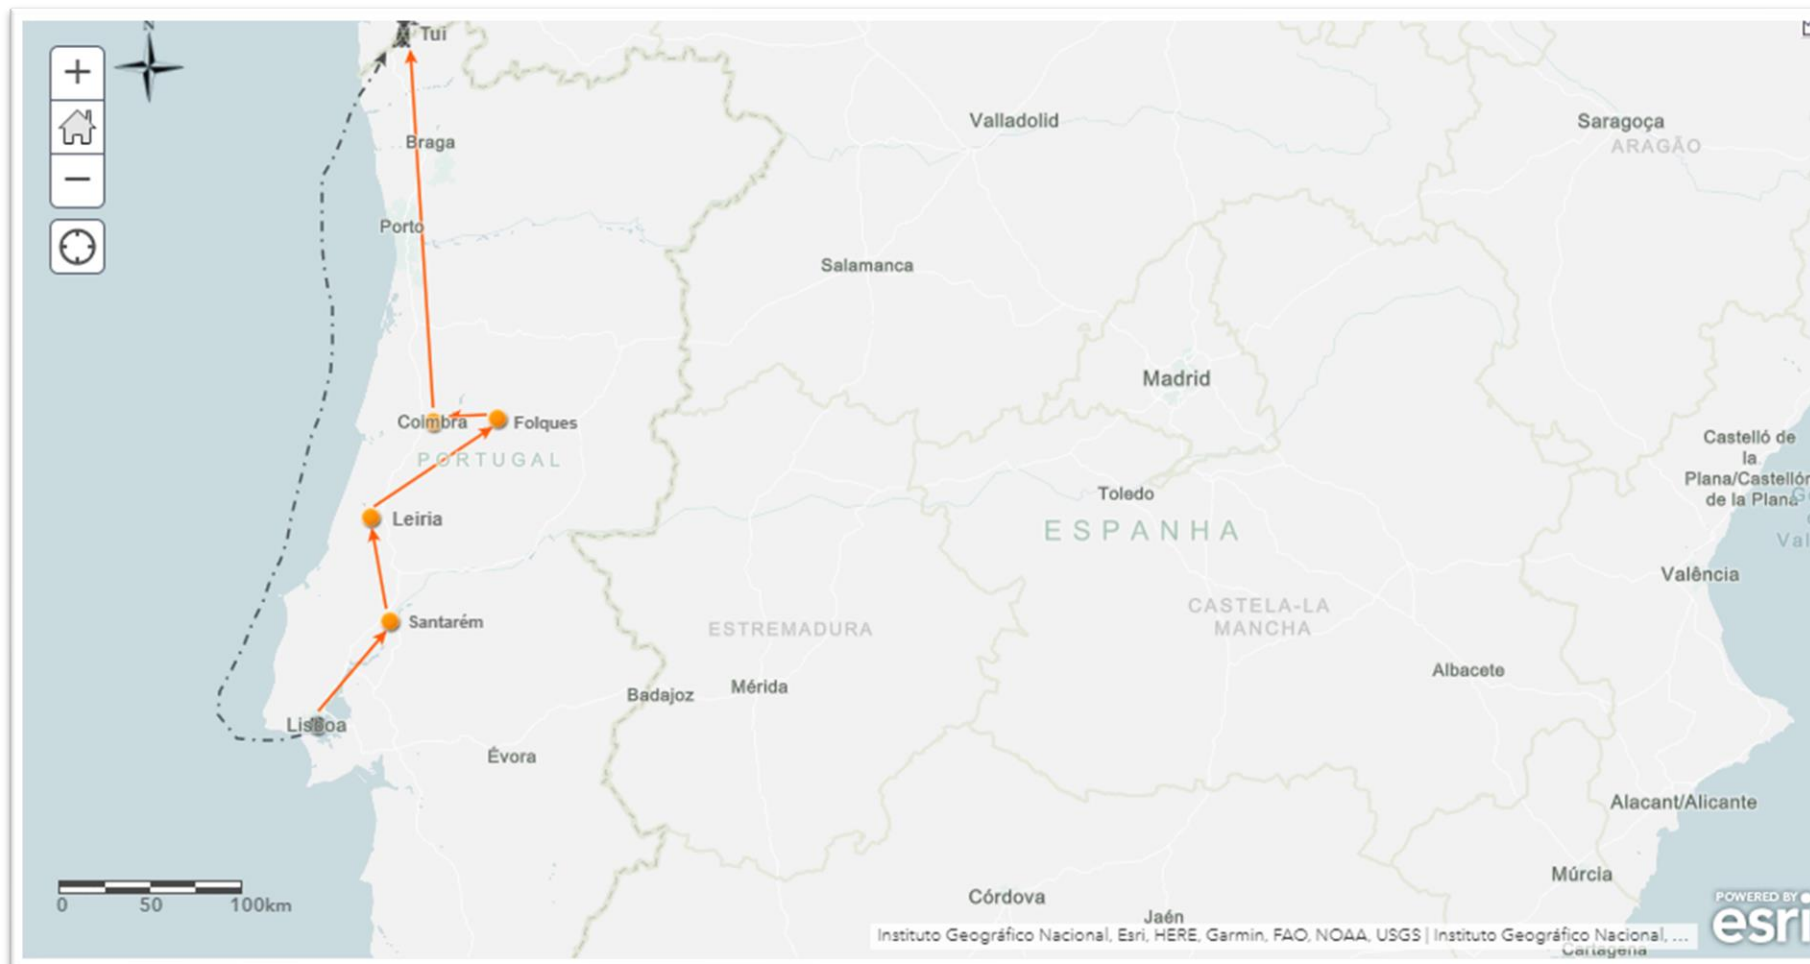 N
Tui
+
Valladolid
Saragoça
ARAGÃO
Braga
−
Porto
Salamanca
Madrid
Coimbra
Folques
PORTUGAL
Castelló de
la
Plana/Castellón
de la Plana
Toledo
Leiria
ESPANHA
Val
Valência
CASTELA-LA
MANCHA
Santarém
ESTREMADURA
Albacete
Badajoz
Mérida
Lisboa
Évora
Alacant/Alicante
Múrcia
Córdova
Jaén
0 50 100km
POWERED BY
esri
Instituto Geográfico Nacional, Esri, HERE, Garmin, FAO, NOAA, USGS | Instituto Geográfico Nacional, ...
Cartagena